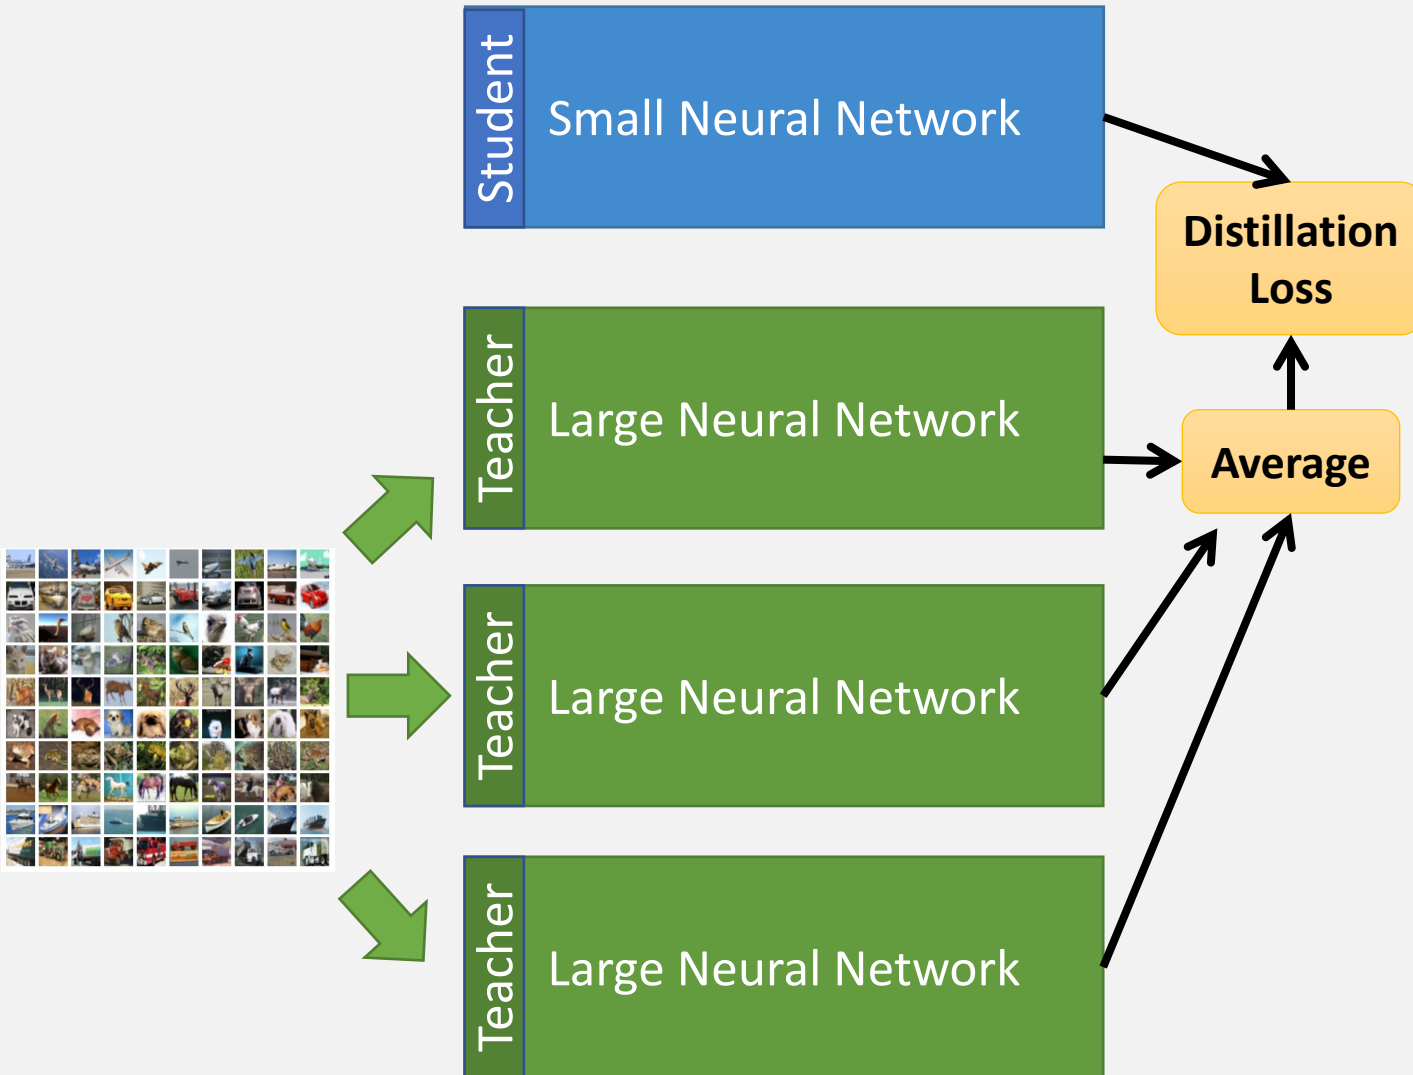 Student
Small Neural Network
Distillation
Loss
Teacher
Large Neural Network
Average
Teacher
Large Neural Network
Teacher
Large Neural Network